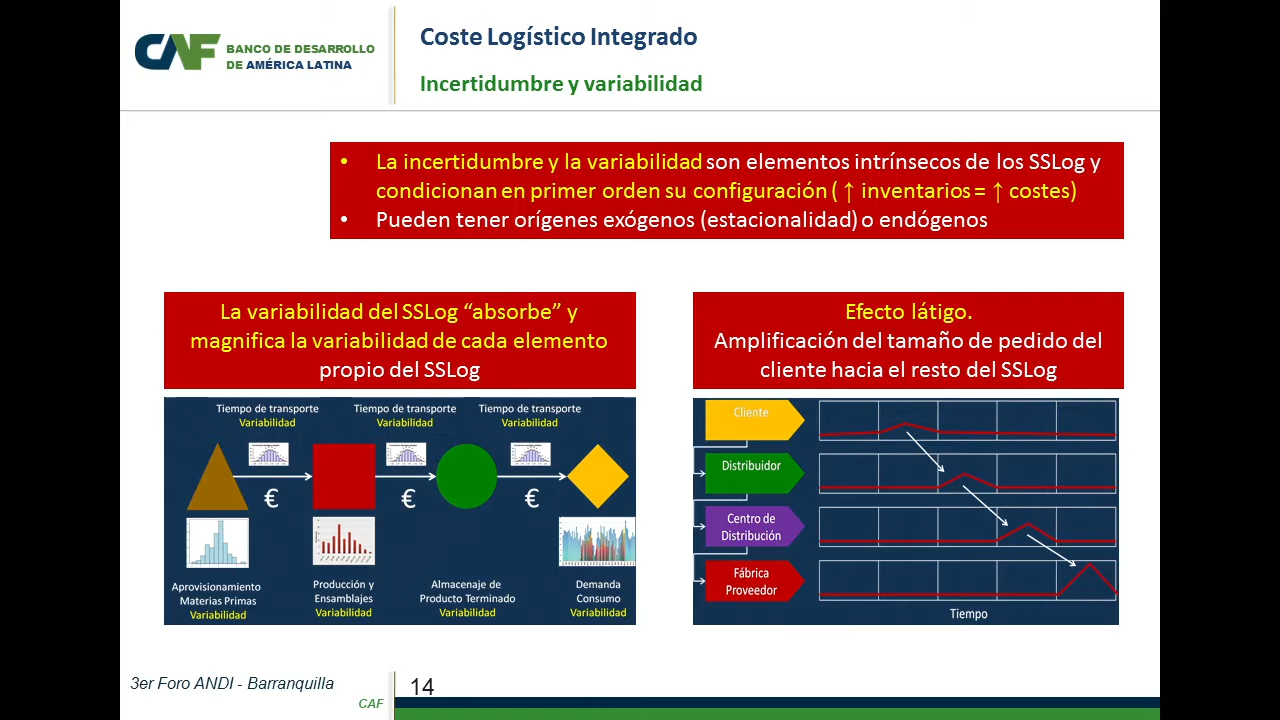 CAF BANCO DE DESARROLLO
DE AMÉRICA LATINA
Coste Logístico Integrado
Incertidumbre y variabilidad
• La incertidumbre y la variabilidad son elementos intrínsecos de los SSLog y
condicionan en primer orden su configuración ( ↑ inventarios = ↑ costes)
• Pueden tener orígenes exógenos (estacionalidad) o endógenos
La variabilidad del SSLog “absorbe” y
magnifica la variabilidad de cada elemento
propio del SSLog
Tiempo de transporte
Variabilidad
Tiempo de transporte
Variabilidad
Tiempo de transporte
Variabilidad
€
€
€
Aprovisionamiento
Materias Primas
Variabilidad
Producción y
Ensamblajes
Variabilidad
Almacenaje de
Producto Terminado
Variabilidad
Demanda
Consumo
Variabilidad
Efecto látigo.
Amplificación del tamaño de pedido del
cliente hacia el resto del SSLog
Cliente
Distribuidor
Centro de
Distribución
Fábrica
Proveedor
Tiempo
3er Foro ANDI - Barranquilla
CAF
14